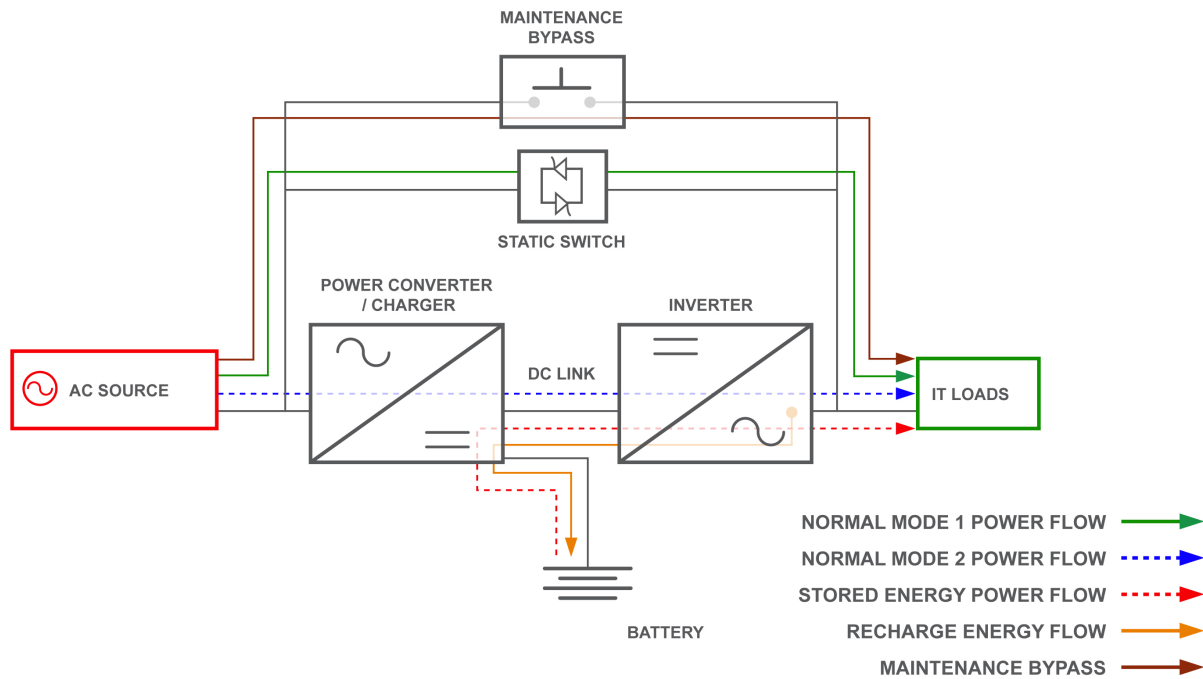 MAINTENANCE
BYPASS
STATIC SWITCH
POWER CONVERTER
/ CHARGER
INVERTER
DC LINK
AC SOURCE
IT LOADS
BATTERY
NORMAL MODE 1 POWER FLOW
NORMAL MODE 2 POWER FLOW
STORED ENERGY POWER FLOW
RECHARGE ENERGY FLOW
MAINTENANCE BYPASS